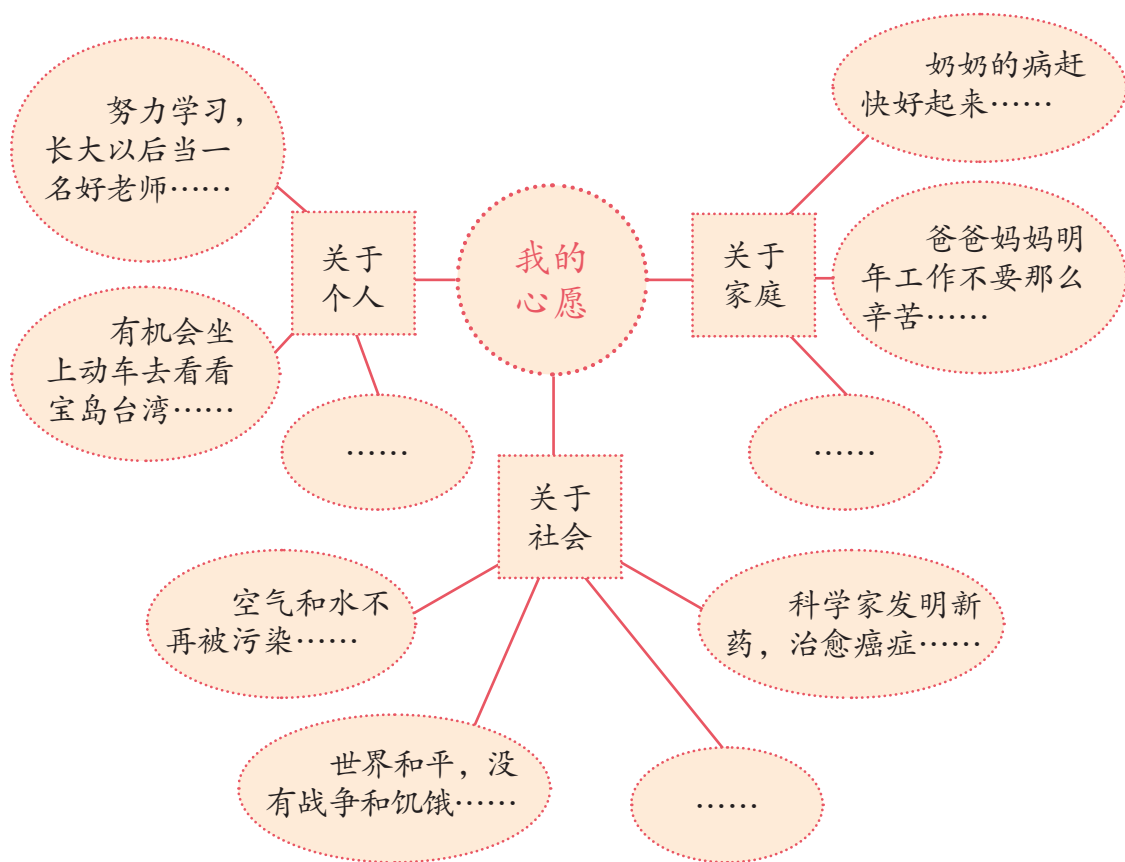 我的
心愿
关于
个人
努力学习，
长大以后当一
名好老师……
有机会坐
上动车去看看
宝岛台湾……
……
关于
家庭
奶奶的病赶
快好起来……
爸爸妈妈明
年工作不要那么
辛苦……
……
关于
社会
空气和水不
再被污染……
世界和平，没
有战争和饥饿……
……
科学家发明新
药，治愈癌症……